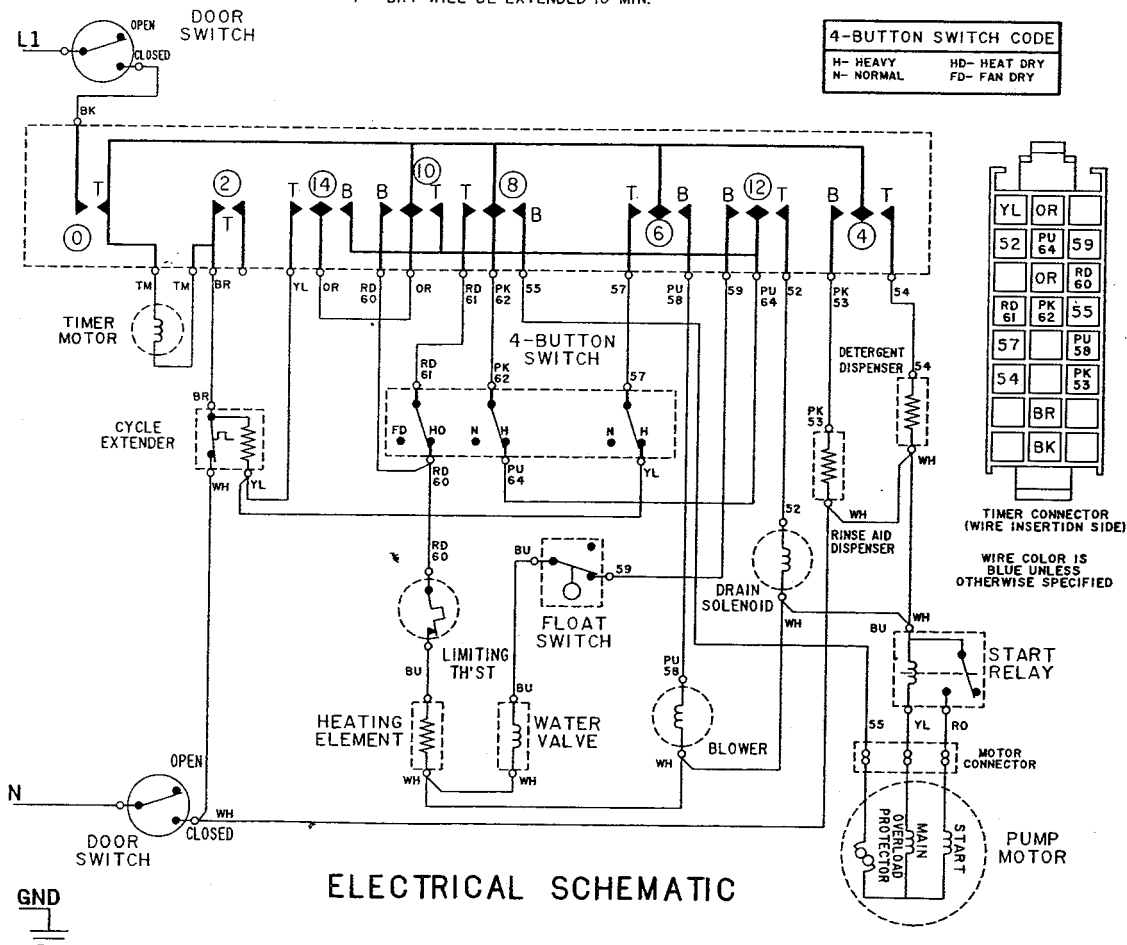 DOOR
SWITCH
L1
OPEN
CLOSED
BK
4-BUTTON SWITCH CODE
H- HEAVY HD- HEAT DRY
N- NORMAL FD- FAN DRY
T 2 T 14 B B 10 T T 8 B T 6 B B 12 T B 4 T
0 T
TM TM BR YL OR RD 60 OR RD 61 PK 62 55 57 PU 58 59 PU 64 52 PK 53 54
TIMER
MOTOR
4-BUTTON
SWITCH
RD 61 PK 62 57
FD HO N H N H
RD 60 PU 64 YL
BR
CYCLE
EXTENDER
WH YL
DETERGENT
DISPENSER
54
WH
PK 53
WH
RINSE AID
DISPENSER
YL OR
52 PU 64 59
OR RD 60
RD 61 PK 62 55
57 PU 58
54 PK 53
BR
BK
TIMER CONNECTOR
(WIRE INSERTION SIDE)
WIRE COLOR IS
BLUE UNLESS
OTHERWISE SPECIFIED
RD 60
BU 59
FLOAT
SWITCH
52
DRAIN
SOLENOID
WH
LIMITING
TH'ST
BU
BU
HEATING
ELEMENT
WH
WATER
VALVE
WH
PU 58
BLOWER
WH
WH
BU
START
RELAY
55 YL RD
MOTOR
CONNECTOR
OVERLOAD
PROTECTOR
MAIN
START
PUMP
MOTOR
OPEN
N
WH
CLOSED
DOOR
SWITCH
ELECTRICAL SCHEMATIC
GND